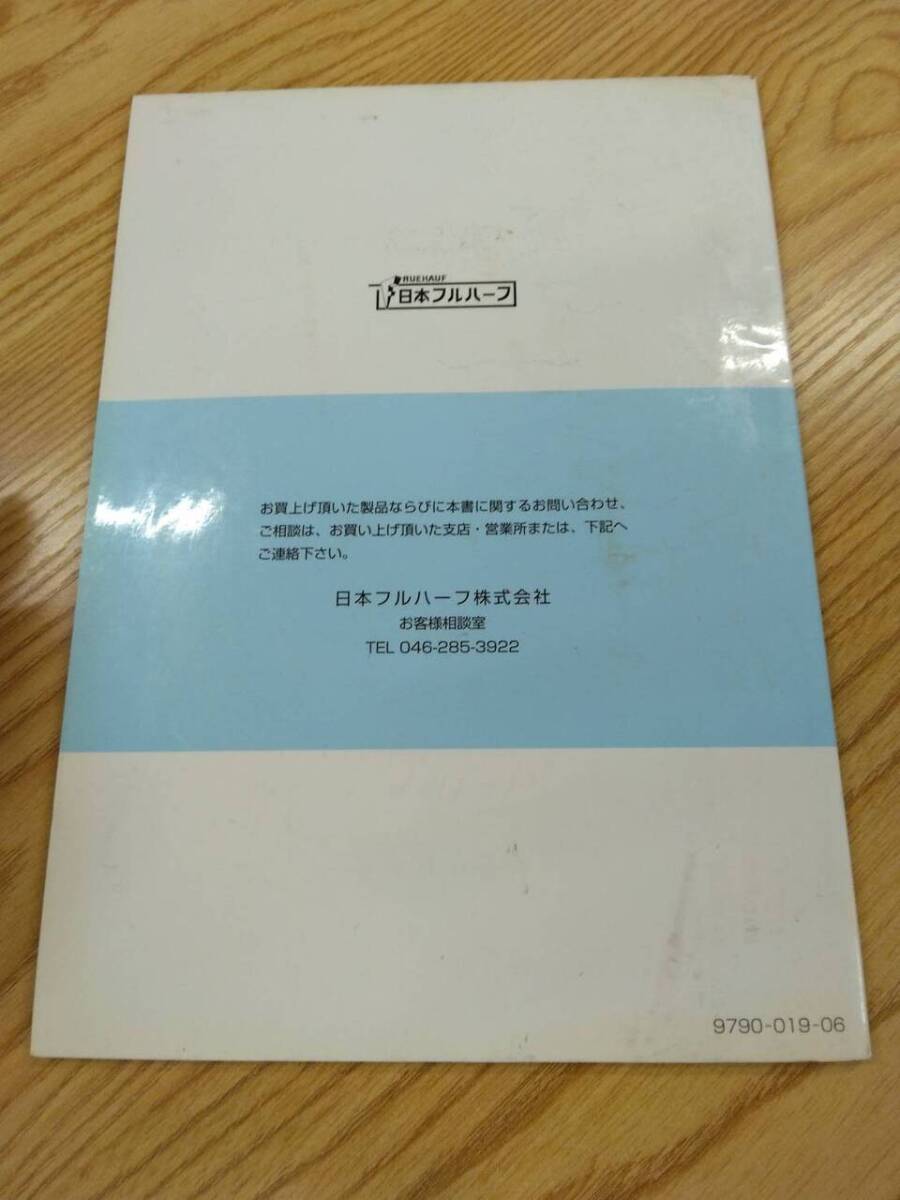 RUEHAUF
日本フルハーフ
お買上げ頂いた製品ならびに本書に関するお問い合わせ、
ご相談は、お買い上げ頂いた支店・営業所または、下記へ
ご連絡下さい。
日本フルハーフ株式会社
お客様相談室
TEL 046-285-3922
9790-019-06